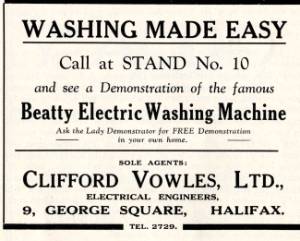 WASHING MADE EASY
Call at STAND No. 10
and see a Demonstration of the famous
Beatty Electric Washing Machine
Ask the Lady Demonstrator for FREE Demonstration
in your own home.
SOLE AGENTS:
CLIFFORD VOWLES, LTD.,
ELECTRICAL ENGINEERS,
9, GEORGE SQUARE, HALIFAX.
TEL. 2729.